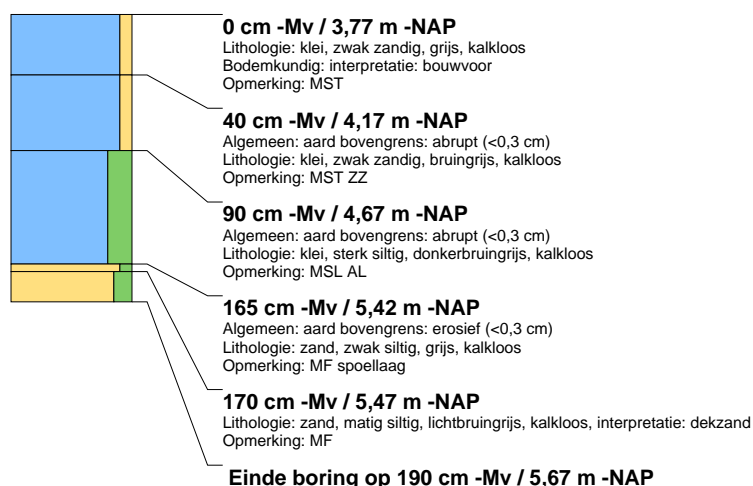 0 cm -Mv / 3,77 m -NAP
Lithologie: klei, zwak zandig, grijs, kalkloos
Bodemkundig: interpretatie: bouwvoor
Opmerking: MST
40 cm -Mv / 4,17 m -NAP
Algemeen: aard bovengrens: abrupt (<0,3 cm)
Lithologie: klei, zwak zandig, bruingrijs, kalkloos
Opmerking: MST ZZ
90 cm -Mv / 4,67 m -NAP
Algemeen: aard bovengrens: abrupt (<0,3 cm)
Lithologie: klei, sterk siltig, donkerbruingrijs, kalkloos
Opmerking: MSL AL
165 cm -Mv / 5,42 m -NAP
Algemeen: aard bovengrens: erosief (<0,3 cm)
Lithologie: zand, zwak siltig, grijs, kalkloos
Opmerking: MF spoellaag
170 cm -Mv / 5,47 m -NAP
Lithologie: zand, matig siltig, lichtbruingrijs, kalkloos, interpretatie: dekzand
Opmerking: MF
Einde boring op 190 cm -Mv / 5,67 m -NAP